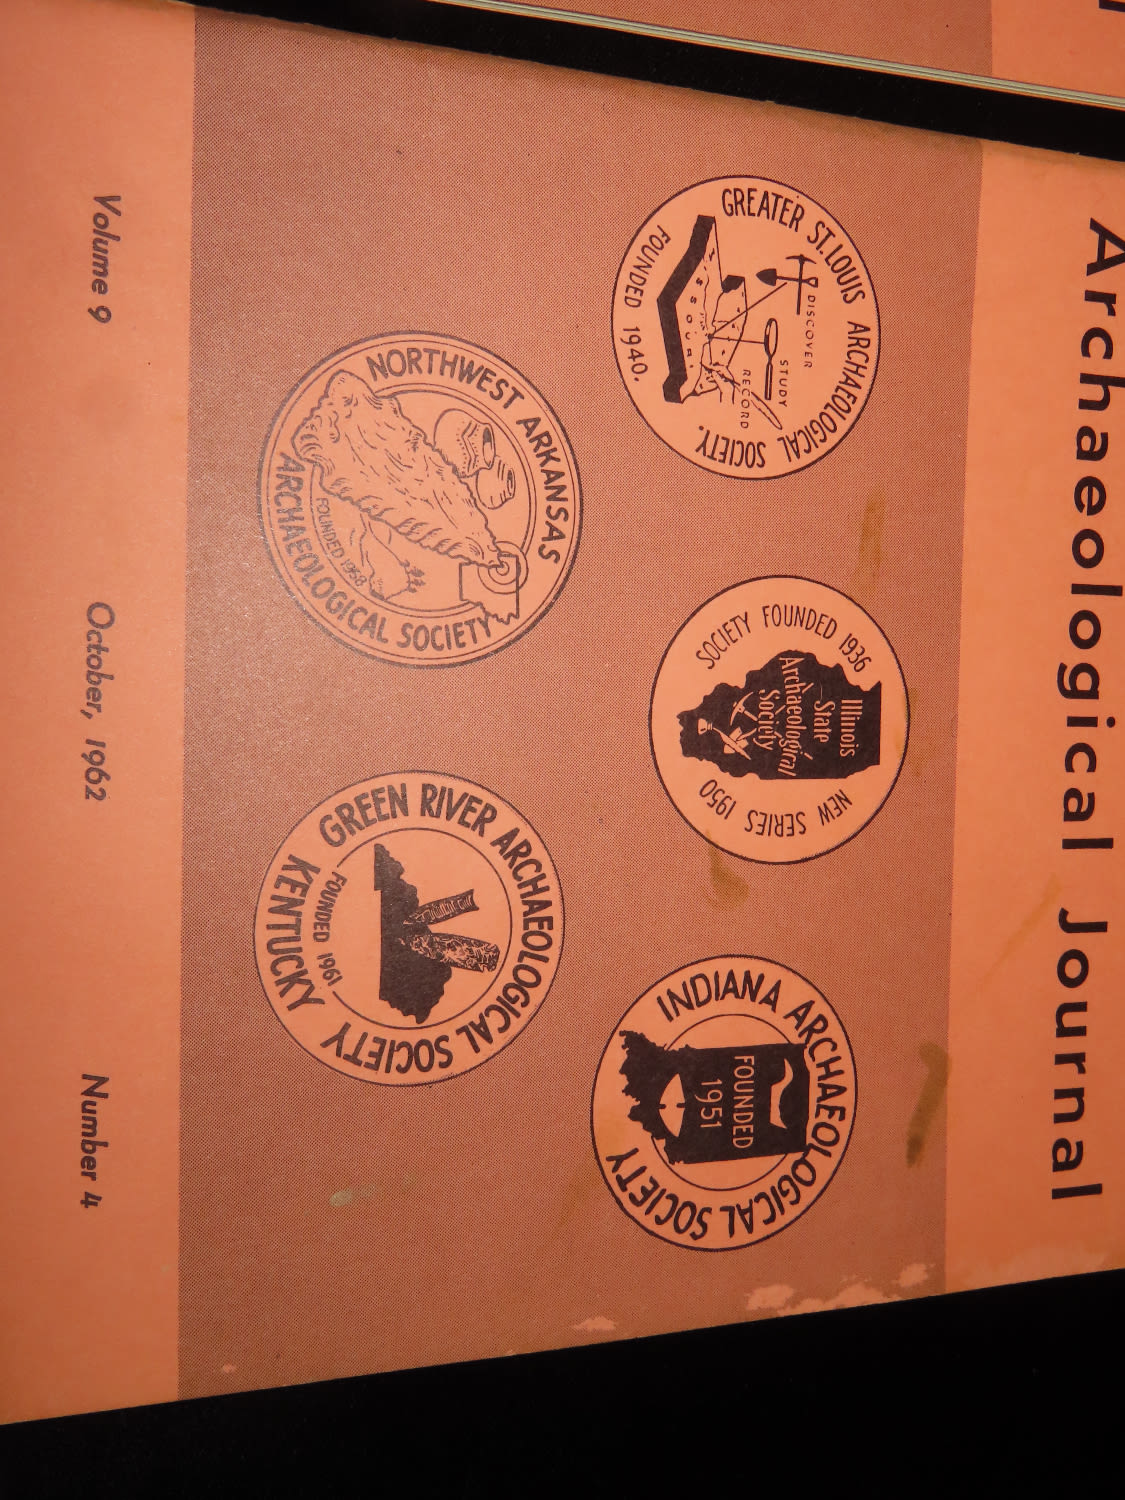 Archaeological Journal
GREATER ST. LOUIS ARCHAEOLOGICAL SOCIETY.
DISCOVER
STUDY
RECORD
MISSOURI
FOUNDED 1940.
SOCIETY FOUNDED 1936
Illinois
State
Archaeological
Society
NEW SERIES 1950
INDIANA ARCHAEOLOGICAL SOCIETY
FOUNDED
1951
NORTHWEST ARKANSAS
FOUNDED 1958
ARCHAEOLOGICAL SOCIETY
GREEN RIVER ARCHAEOLOGICAL SOCIETY
FOUNDED 1961
KENTUCKY
Volume 9 October, 1962 Number 4